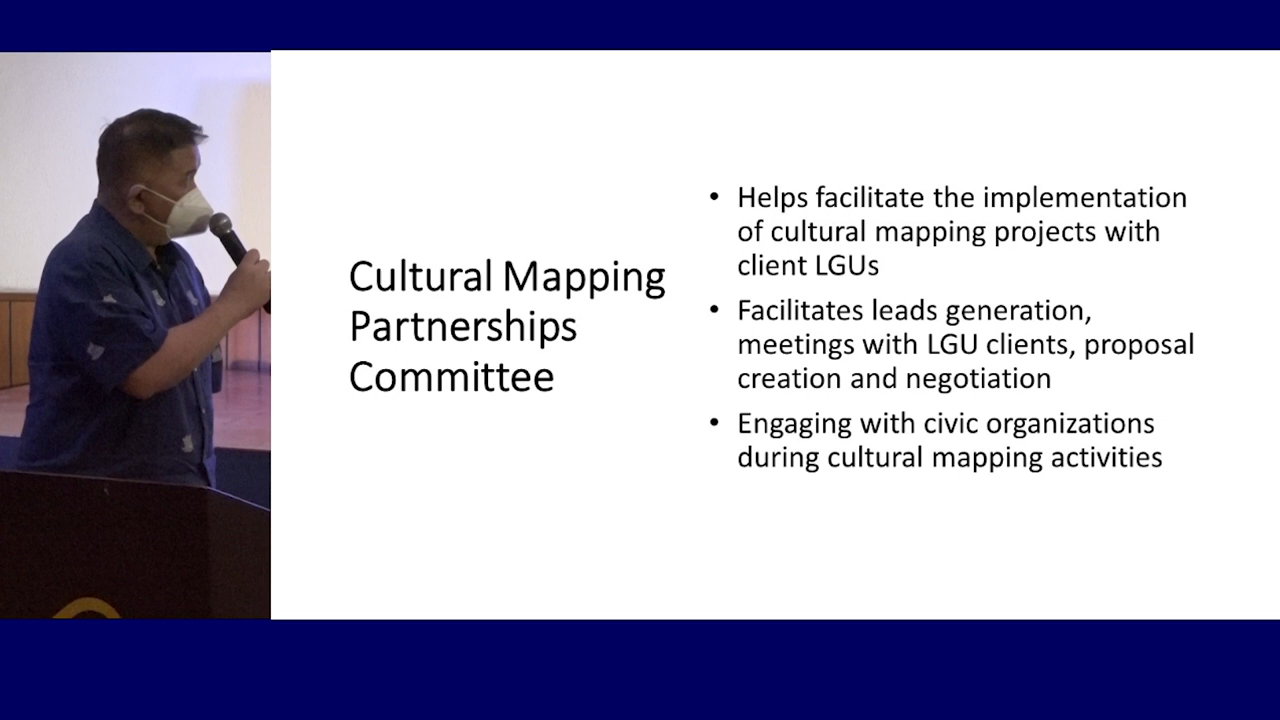 Cultural Mapping
Partnerships
Committee
• Helps facilitate the implementation
of cultural mapping projects with
client LGUs
• Facilitates leads generation,
meetings with LGU clients, proposal
creation and negotiation
• Engaging with civic organizations
during cultural mapping activities